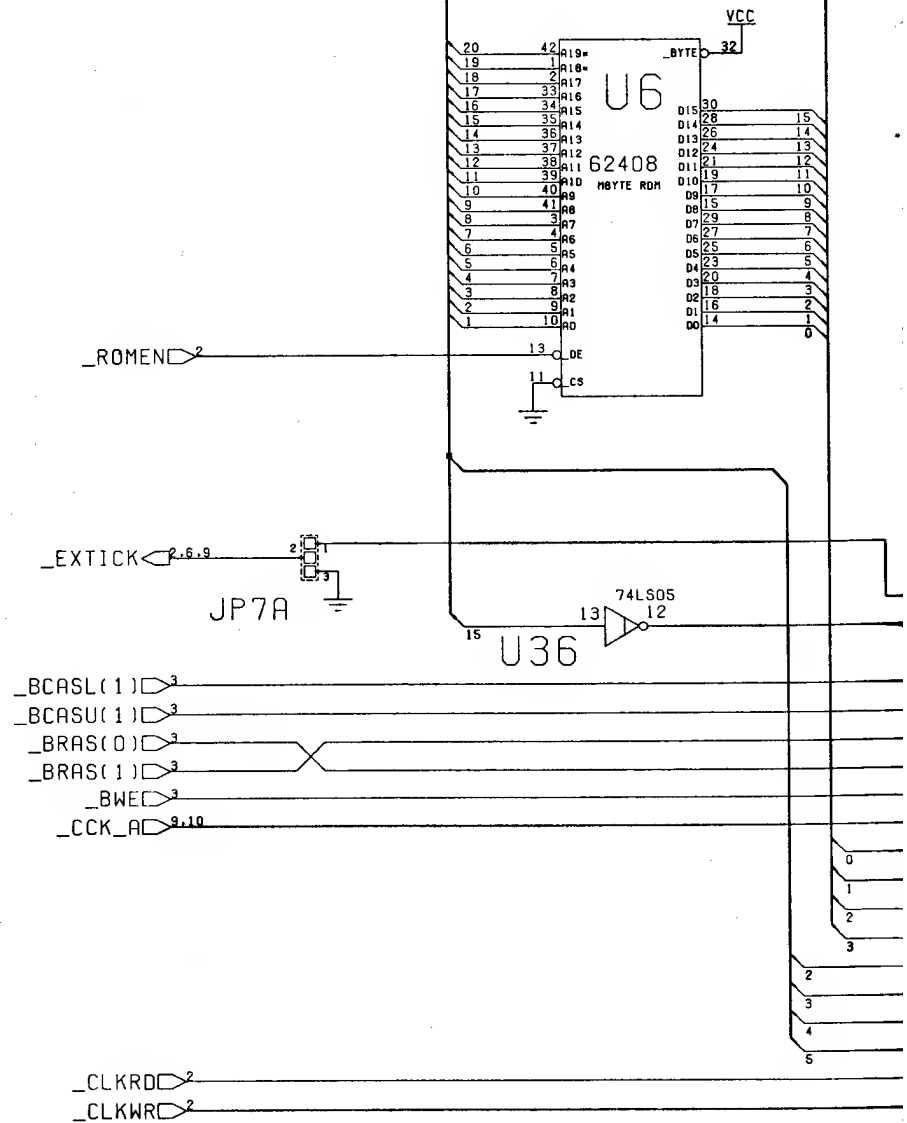 VCC
20 42 A19* _BYTE 32
19 1 A18*
18 2 A17
17 33 A16
U6
16 34 A15 D15 30 15
15 35 A14 D14 28 14
14 36 A13 D13 26 13
13 37 A12 D12 24 12
12 38 A11 62408 D11 21 11
11 39 A10 MBYTE ROM D10 19 10
10 40 A9 D9 17 9
9 41 A8 D8 15 8
8 3 A7 D7 29 7
7 4 A6 D6 27 6
6 5 A5 D5 25 5
5 6 A4 D4 23 4
4 7 A3 D3 20 3
3 8 A2 D2 18 2
2 9 A1 D1 16 1
1 10 A0 D0 14 0
_ROMEN 2 13 _OE
11 _CS
_EXTICK 2,6,9 2 1
3
JP7A
74LS05
15 13 12
U36
_BCASL(1) 3
_BCASU(1) 3
_BRAS(0) 3
_BRAS(1) 3
_BWE 3
_CCK_A 9,10
0
1
2
3
2
3
4
5
_CLKRD 2
_CLKWR 2